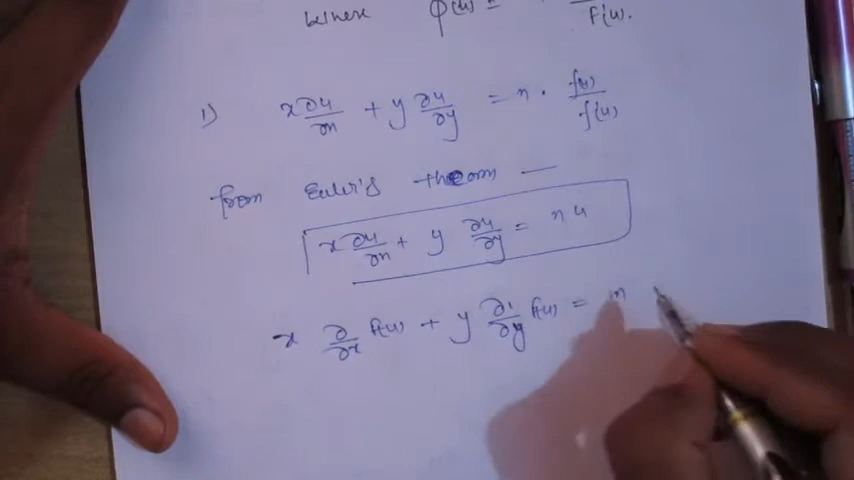 where φ(u) = F'(u).
1) x ∂u/∂x + y ∂u/∂y = n · f(u)/f'(u)
from Euler's theorem —
x ∂u/∂x + y ∂u/∂y = n u
x ∂/∂x f(u) + y ∂/∂y f(u) = n